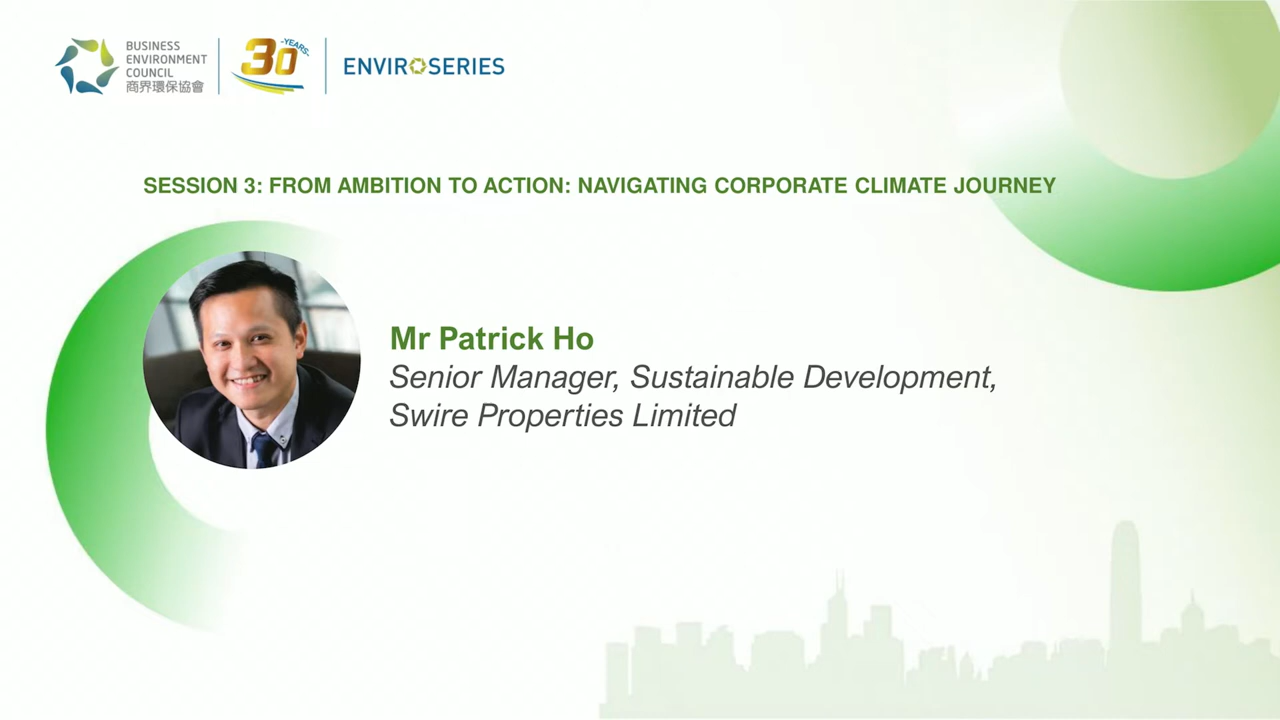 BUSINESS
ENVIRONMENT
COUNCIL
商界環保協會
30
-YEARS-
ENVIROSERIES
SESSION 3: FROM AMBITION TO ACTION: NAVIGATING CORPORATE CLIMATE JOURNEY
Mr Patrick Ho
Senior Manager, Sustainable Development,
Swire Properties Limited